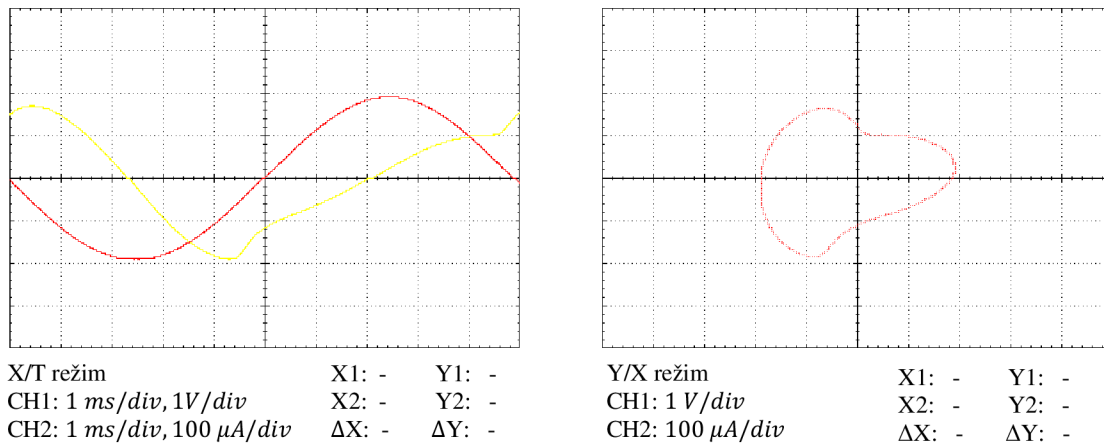 X/T režim X1: - Y1: -
CH1: 1 ms/div, 1V/div X2: - Y2: -
CH2: 1 ms/div, 100 μA/div ΔX: - ΔY: -
Y/X režim X1: - Y1: -
CH1: 1 V/div X2: - Y2: -
CH2: 100 μA/div ΔX: - ΔY: -